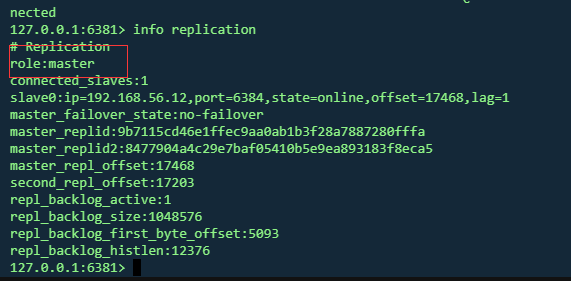 nected
127.0.0.1:6381> info replication
# Replication
role:master
connected_slaves:1
slave0:ip=192.168.56.12,port=6384,state=online,offset=17468,lag=1
master_failover_state:no-failover
master_replid:9b7115cd46e1ffec9aa0ab1b3f28a7887280fffa
master_replid2:8477904a4c29e7baf05410b5e9ea893183f8eca5
master_repl_offset:17468
second_repl_offset:17203
repl_backlog_active:1
repl_backlog_size:1048576
repl_backlog_first_byte_offset:5093
repl_backlog_histlen:12376
127.0.0.1:6381>